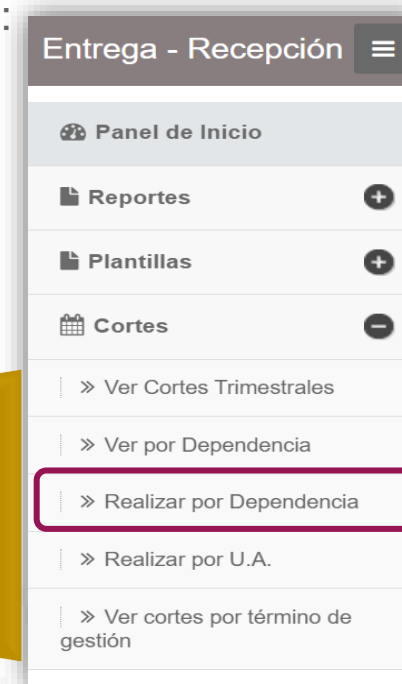 :
Entrega - Recepción
Panel de Inicio
Reportes
Plantillas
Cortes
» Ver Cortes Trimestrales
» Ver por Dependencia
» Realizar por Dependencia
» Realizar por U.A.
» Ver cortes por término de
gestión